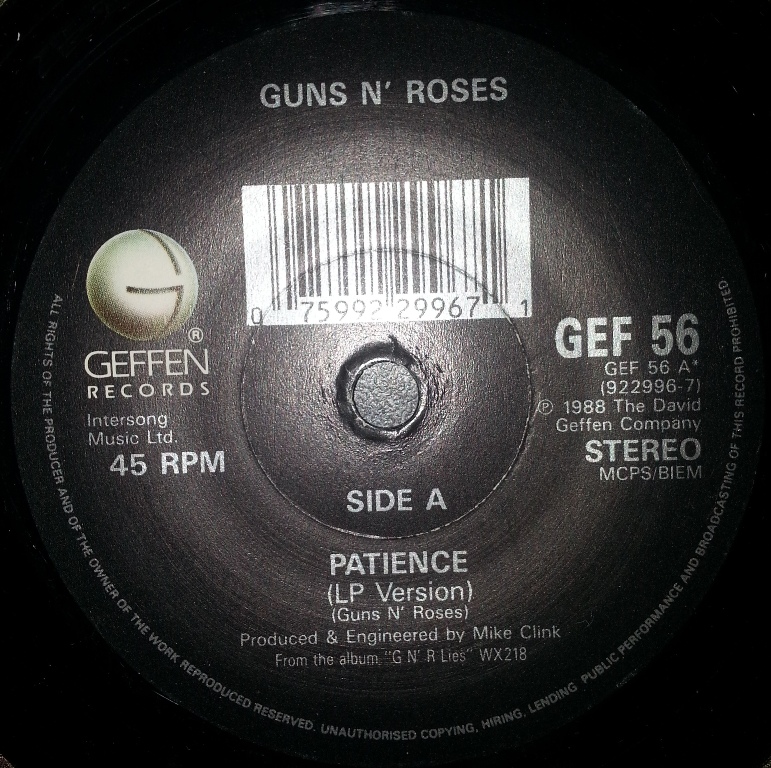 GUNS N' ROSES
0 75992 29967 1
®
GEFFEN
RECORDS
Intersong
Music Ltd.
45 RPM
GEF 56
GEF 56 A*
(922996-7)
℗ 1988 The David
Geffen Company
STEREO
MCPS/BIEM
SIDE A
PATIENCE
(LP Version)
(Guns N' Roses)
Produced & Engineered by Mike Clink
From the album "G N' R Lies" WX218
ALL RIGHTS OF THE PRODUCER AND OF THE OWNER OF THE WORK REPRODUCED RESERVED. UNAUTHORISED COPYING, HIRING, LENDING PUBLIC PERFORMANCE AND BROADCASTING OF THIS RECORD PROHIBITED